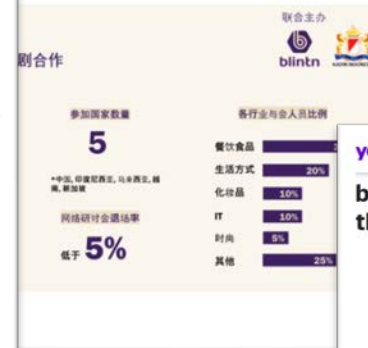 联合主办
blintn
剧合作
参加国家数量
5
*中国, 印度尼西亚, 马来西亚, 越
南, 新加坡
网络研讨会退场率
低于 5%
各行业与会人员比例
餐饮食品
生活方式 20%
化妆品 10%
IT 10%
时尚 5%
其他 25%